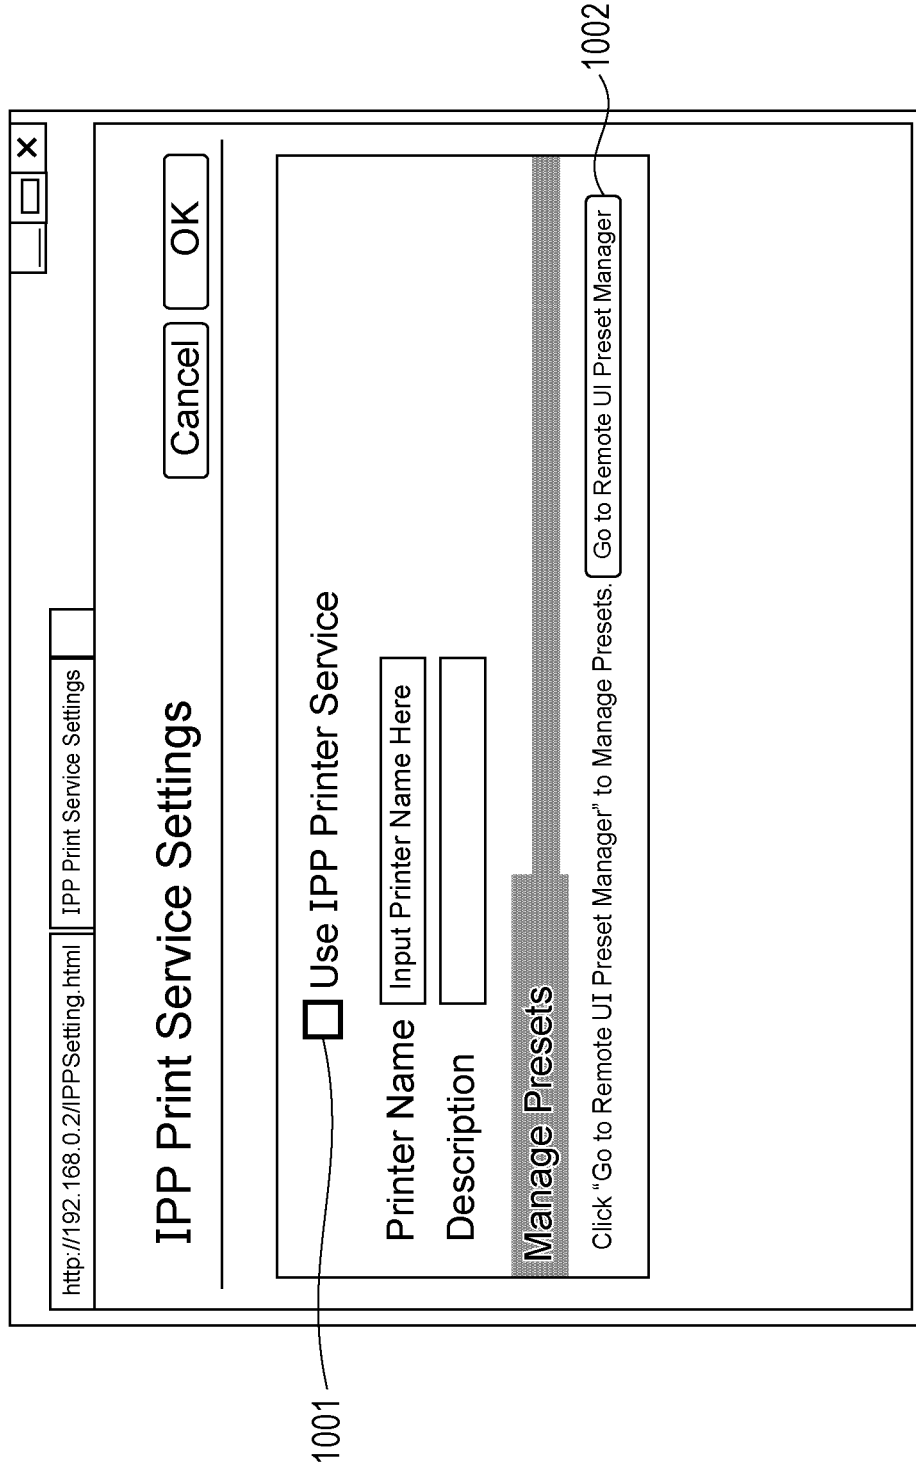 http://192.168.0.2/IPPSetting.html
IPP Print Service Settings
IPP Print Service Settings
Cancel
OK
1001
Use IPP Printer Service
Printer Name
Input Printer Name Here
Description
Manage Presets
Click “Go to Remote UI Preset Manager” to Manage Presets.
Go to Remote UI Preset Manager
1002